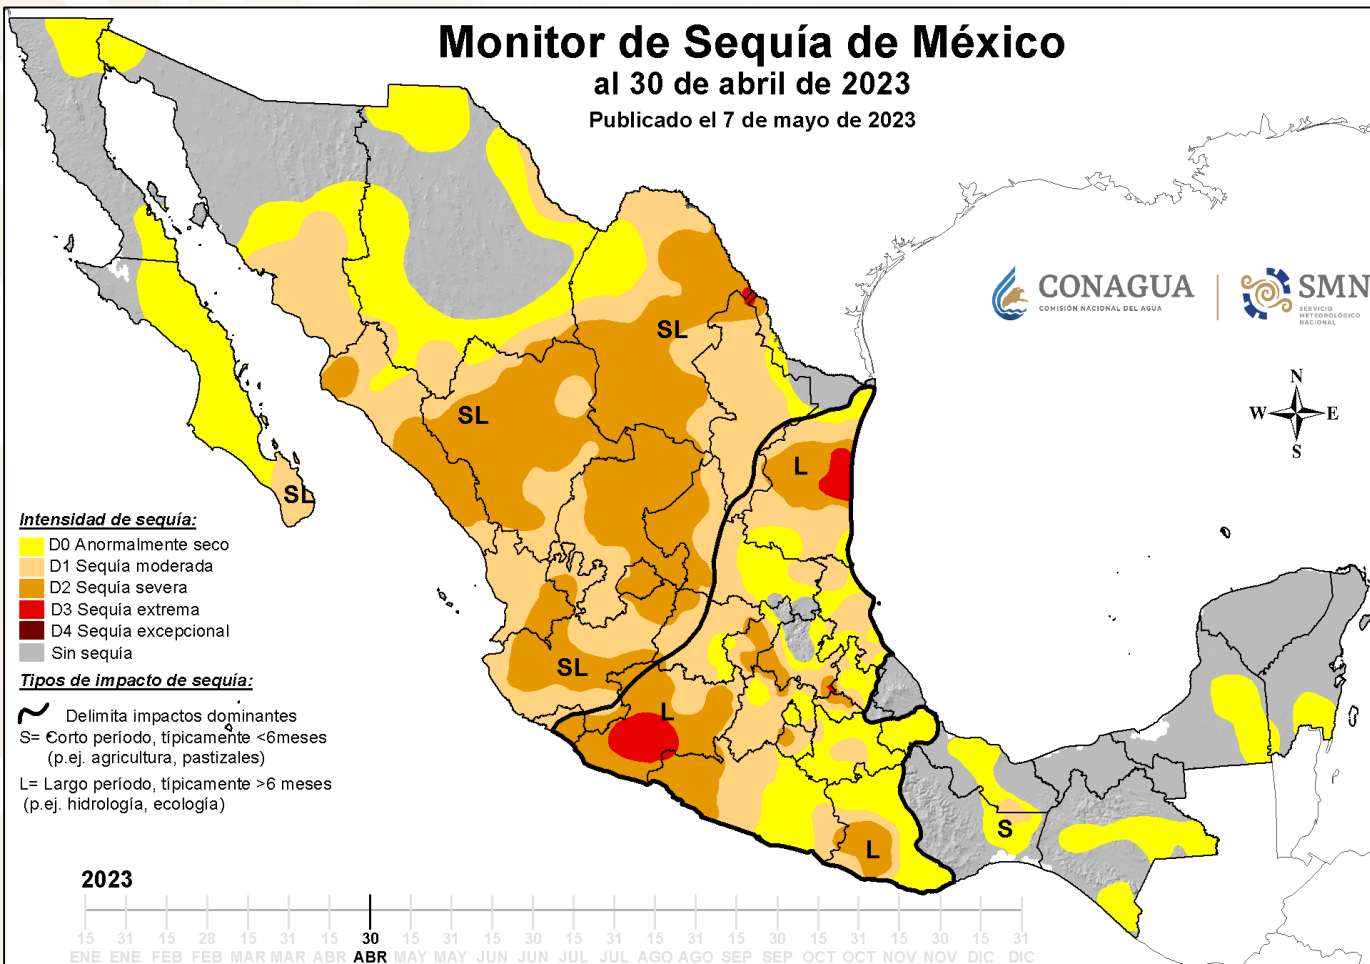 Monitor de Sequía de México
al 30 de abril de 2023
Publicado el 7 de mayo de 2023
CONAGUA
COMISIÓN NACIONAL DEL AGUA
SMN
SERVICIO
METEOROLÓGICO
NACIONAL
N
W E
S
SL
SL
L
SL
SL
L
S
L
Intensidad de sequía:
D0 Anormalmente seco
D1 Sequía moderada
D2 Sequía severa
D3 Sequía extrema
D4 Sequía excepcional
Sin sequía
Tipos de impacto de sequía:
Delimita impactos dominantes
S= Corto período, típicamente <6meses
(p.ej. agricultura, pastizales)
L= Largo período, típicamente >6 meses
(p.ej. hidrología, ecología)
2023
15 31 15 28 15 31 15 30 15 31 15 30 15 31 15 31 15 30 15 31 15 30 15 31
ENE ENE FEB FEB MAR MAR ABR ABR MAY MAY JUN JUN JUL JUL AGO AGO SEP SEP OCT OCT NOV NOV DIC DIC